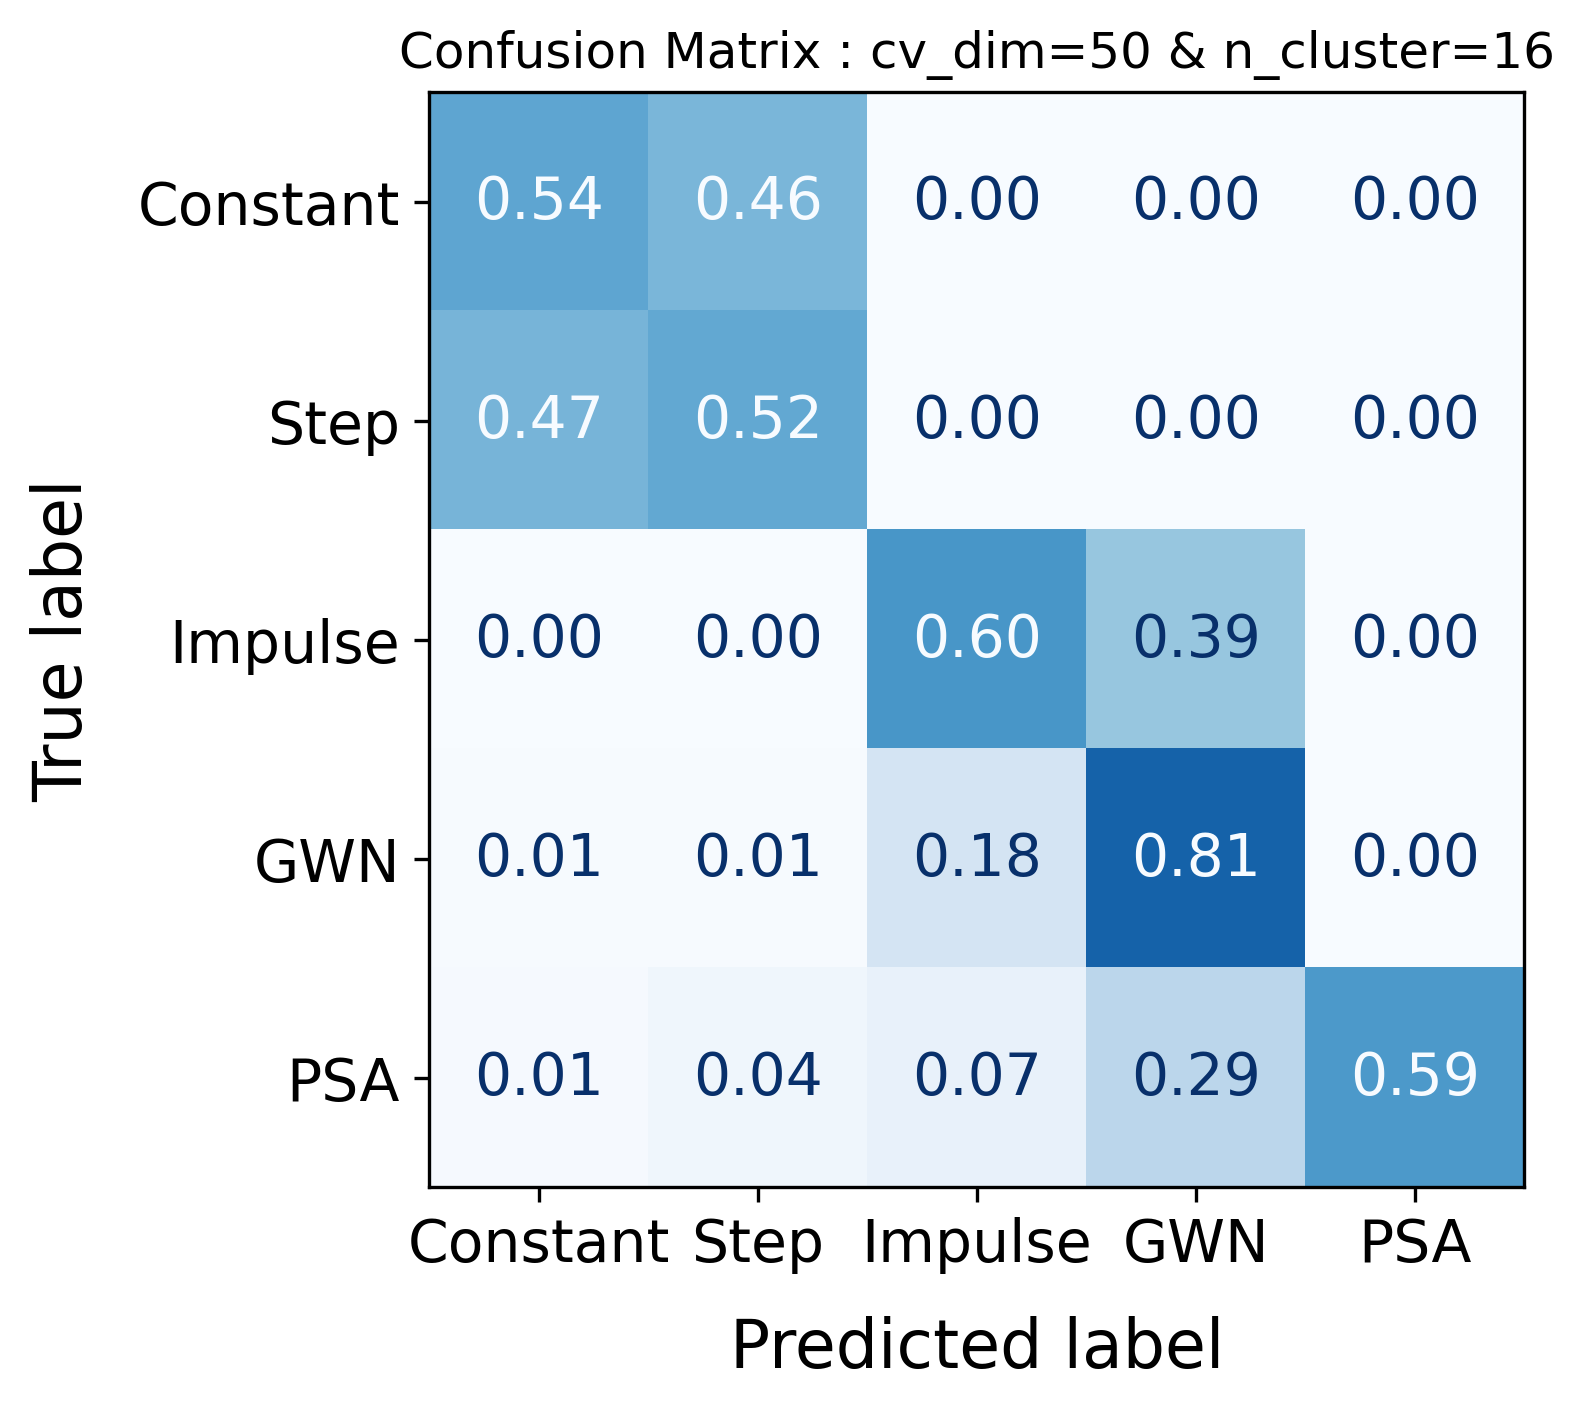 Confusion Matrix : cv_dim=50 & n_cluster=16
True label
Constant 0.54 0.46 0.00 0.00 0.00
Step 0.47 0.52 0.00 0.00 0.00
Impulse 0.00 0.00 0.60 0.39 0.00
GWN 0.01 0.01 0.18 0.81 0.00
PSA 0.01 0.04 0.07 0.29 0.59
Constant Step Impulse GWN PSA
Predicted label